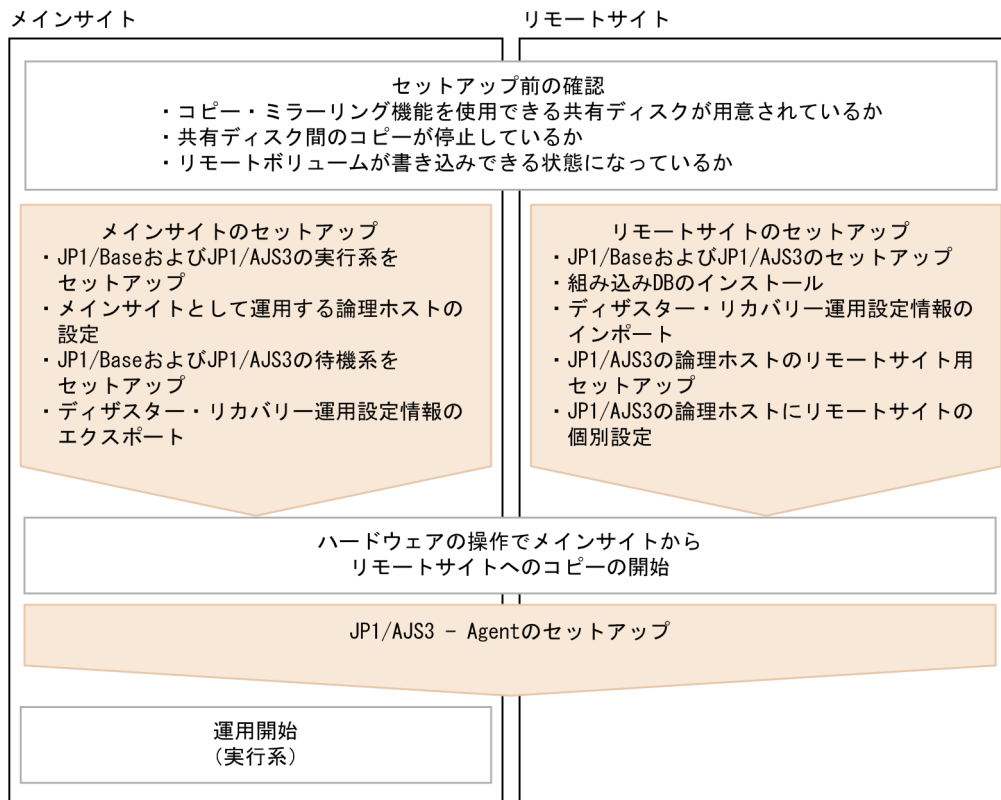 メインサイト
リモートサイト
セットアップ前の確認
・コピー・ミラーリング機能を使用できる共有ディスクが用意されているか
・共有ディスク間のコピーが停止しているか
・リモートボリュームが書き込みできる状態になっているか
メインサイトのセットアップ
・JP1/BaseおよびJP1/AJS3の実行系を
セットアップ
・メインサイトとして運用する論理ホストの
設定
・JP1/BaseおよびJP1/AJS3の待機系を
セットアップ
・ディザスター・リカバリー運用設定情報の
エクスポート
リモートサイトのセットアップ
・JP1/BaseおよびJP1/AJS3のセットアップ
・組み込みDBのインストール
・ディザスター・リカバリー運用設定情報の
インポート
・JP1/AJS3の論理ホストのリモートサイト用
セットアップ
・JP1/AJS3の論理ホストにリモートサイトの
個別設定
ハードウェアの操作でメインサイトから
リモートサイトへのコピーの開始
JP1/AJS3 - Agentのセットアップ
運用開始
(実行系)